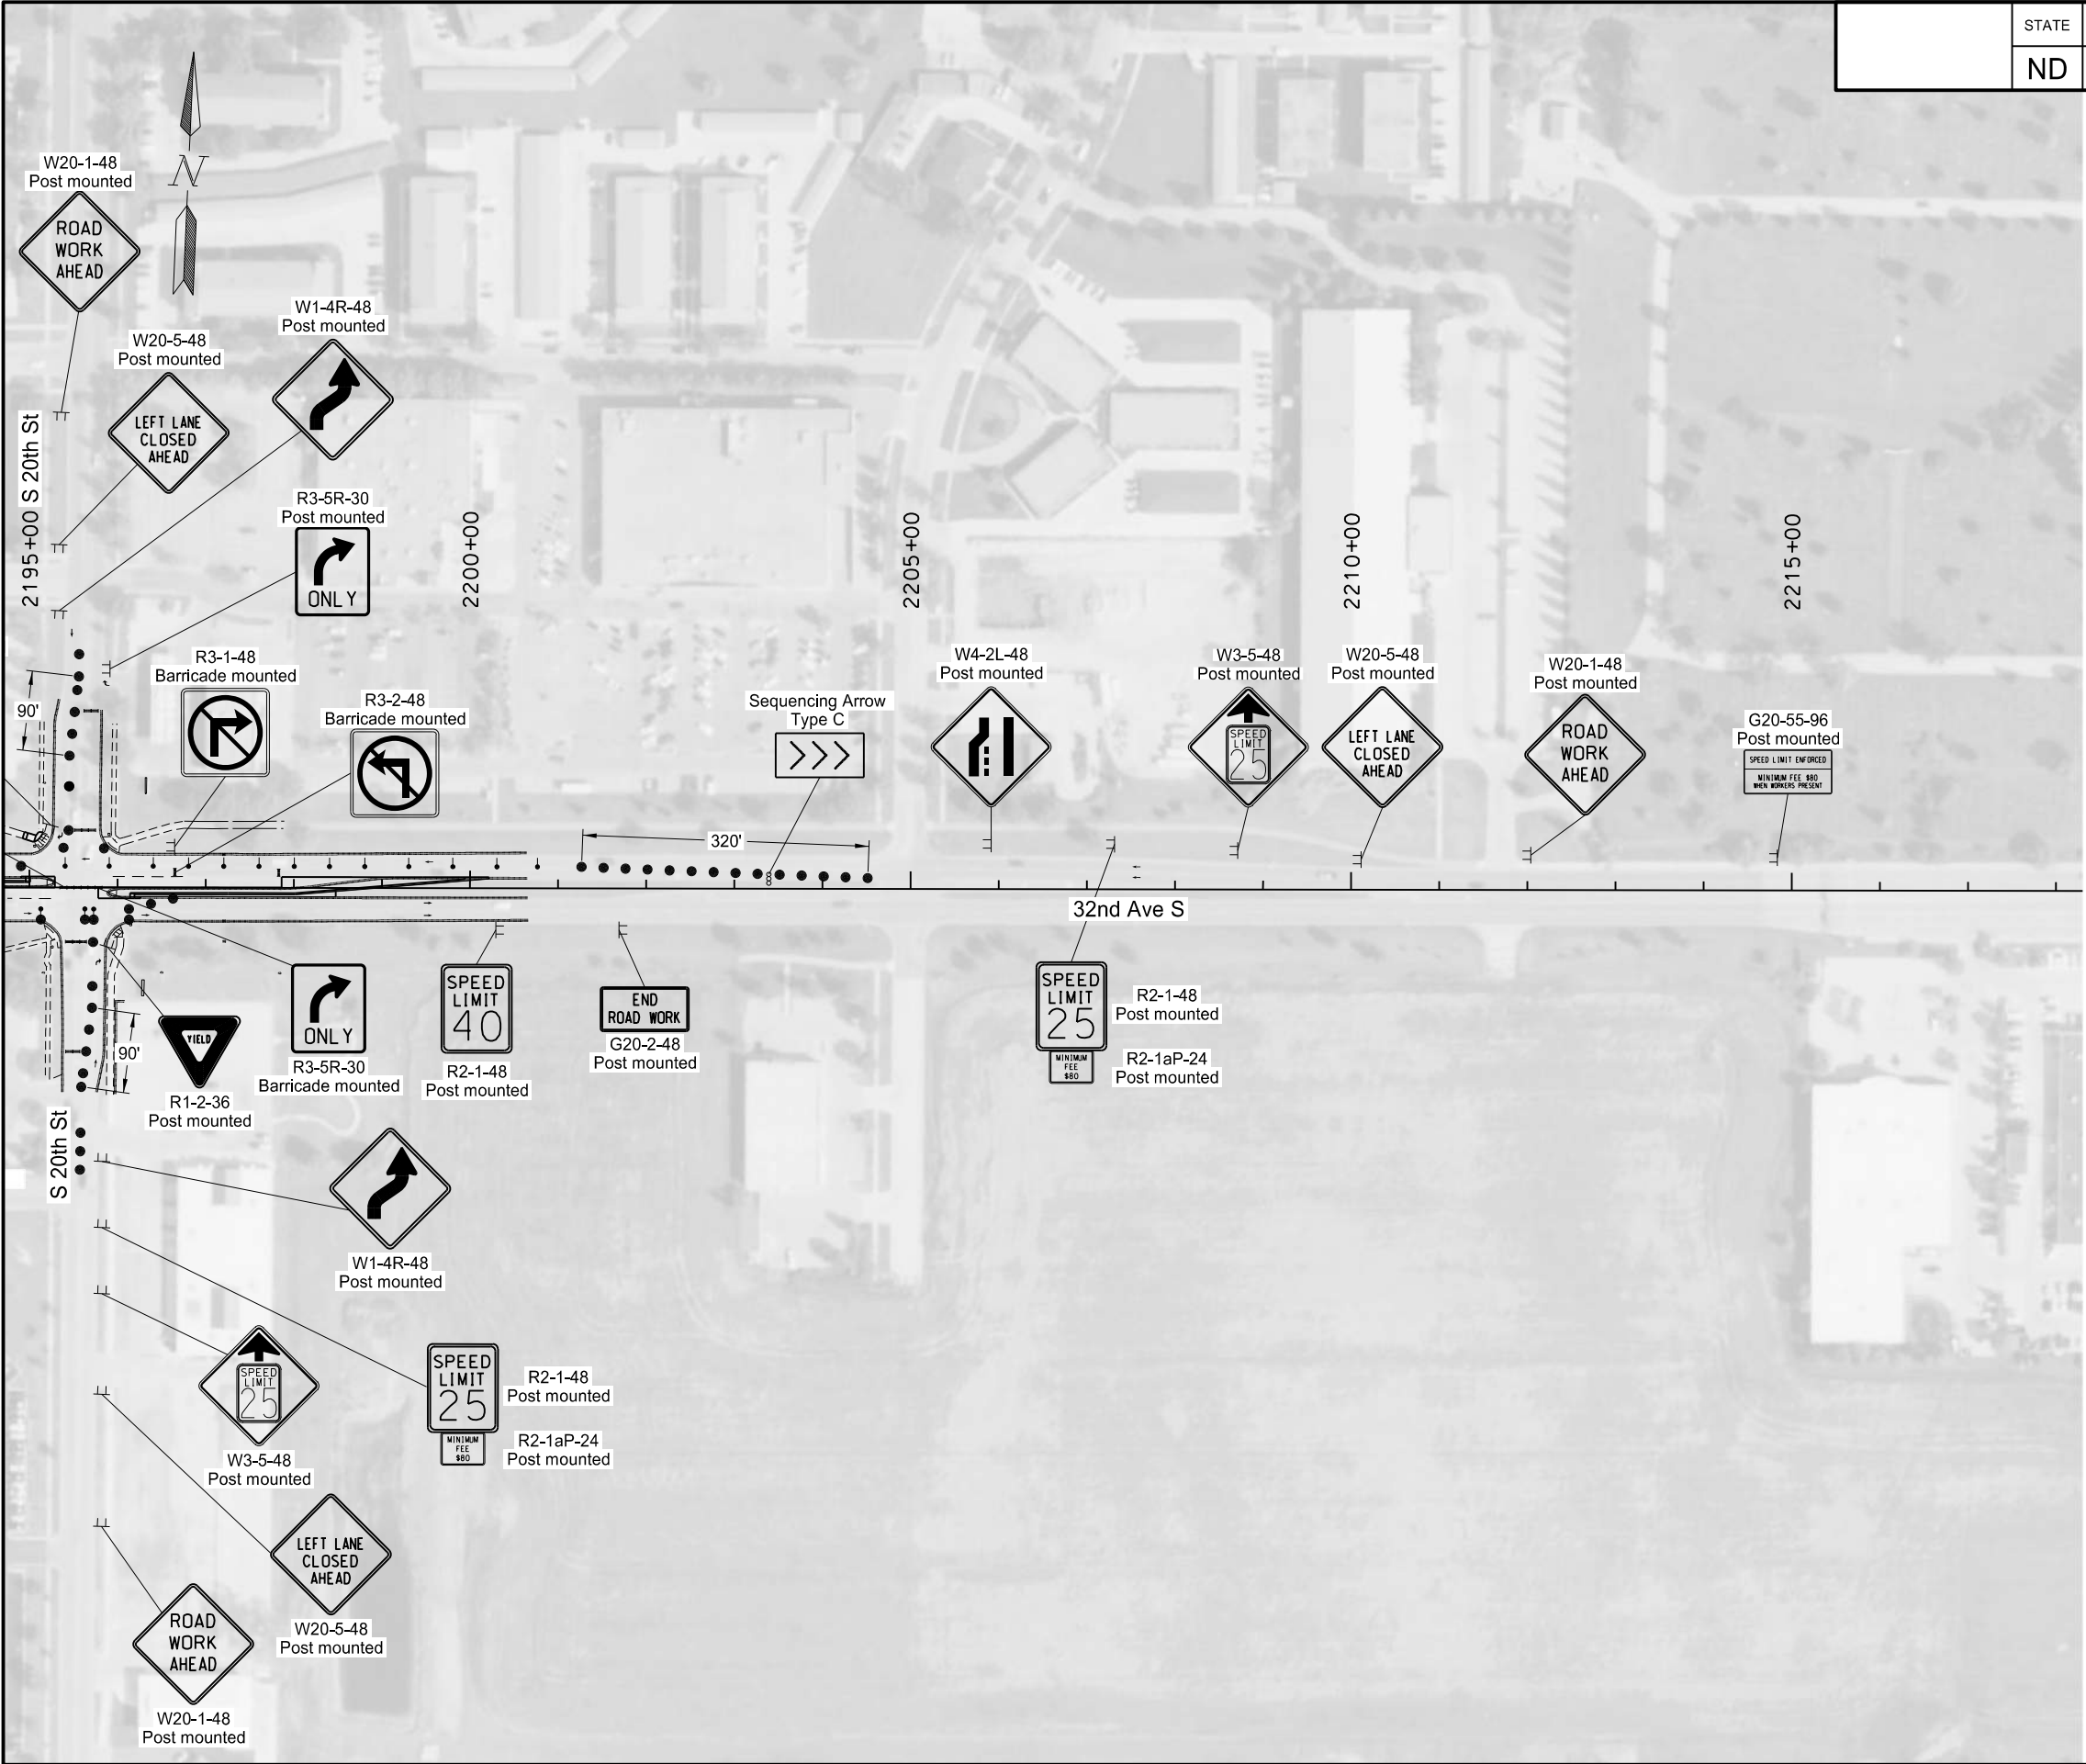 STATE
ND
N
W20-1-48
Post mounted
ROAD
WORK
AHEAD
W20-5-48
Post mounted
LEFT LANE
CLOSED
AHEAD
W1-4R-48
Post mounted
R3-5R-30
Post mounted
ONLY
2195+00 S 20th St
2200+00
2205+00
2210+00
2215+00
90'
R3-1-48
Barricade mounted
R3-2-48
Barricade mounted
Sequencing Arrow
Type C
320'
W4-2L-48
Post mounted
W3-5-48
Post mounted
SPEED
LIMIT
25
W20-5-48
Post mounted
LEFT LANE
CLOSED
AHEAD
W20-1-48
Post mounted
ROAD
WORK
AHEAD
G20-55-96
Post mounted
SPEED LIMIT ENFORCED
MINIMUM FEE $80
WHEN WORKERS PRESENT
32nd Ave S
90'
S 20th St
YIELD
R1-2-36
Post mounted
ONLY
R3-5R-30
Barricade mounted
SPEED
LIMIT
40
R2-1-48
Post mounted
END
ROAD WORK
G20-2-48
Post mounted
SPEED
LIMIT
25
MINIMUM
FEE
$80
R2-1-48
Post mounted
R2-1aP-24
Post mounted
W1-4R-48
Post mounted
SPEED
LIMIT
25
W3-5-48
Post mounted
SPEED
LIMIT
25
MINIMUM
FEE
$80
R2-1-48
Post mounted
R2-1aP-24
Post mounted
LEFT LANE
CLOSED
AHEAD
W20-5-48
Post mounted
ROAD
WORK
AHEAD
W20-1-48
Post mounted